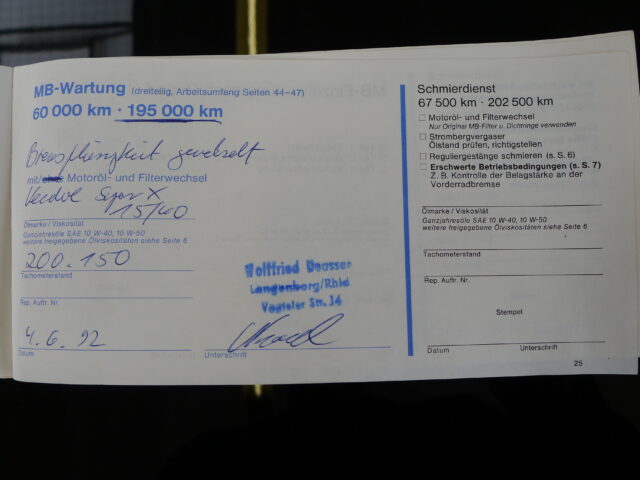 MB-Wartung (dreiteilig, Arbeitsumfang Seiten 44-47)
60 000 km · 195 000 km
Bremsflüssigkeit gewechselt
mit/ohne Motoröl- und Filterwechsel
15/40
Ölmarke / Viskosität
Ganzjahresöle SAE 10 W-40, 10 W-50
weitere freigegebene Ölviskositäten siehe Seite 6
200.150
Tachometerstand
Rep. Auftr. Nr.
4.6.92
Datum
Unterschrift
Wolffried
Langenberg/Rhld
Str. 14
Schmierdienst
67 500 km · 202 500 km
Motoröl- und Filterwechsel
Nur Original MB-Filter u. Dichtringe verwenden
Strombergvergaser
Ölstand prüfen, richtigstellen
Reguliergestänge schmieren (s. S. 6)
Erschwerte Betriebsbedingungen (s. S. 7)
Z. B. Kontrolle der Belagstärke an der
Vorderradbremse
Ölmarke / Viskosität
Ganzjahresöle SAE 10 W-40, 10 W-50
weitere freigegebene Ölviskositäten siehe Seite 6
Tachometerstand
Rep. Auftr. Nr.
Stempel
Datum
Unterschrift
25